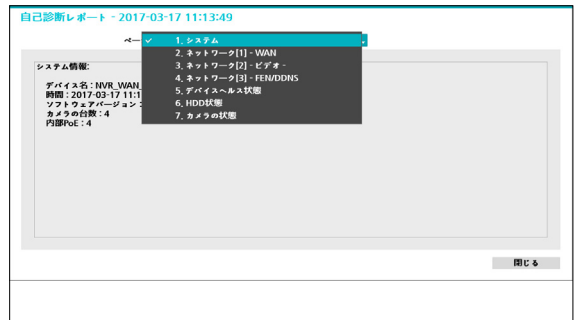 自己診断レポート - 2017-03-17 11:13:49
ペー
✓ 1. システム
2. ネットワーク[1] - WAN
3. ネットワーク[2] - ビデオ -
4. ネットワーク[3] - FEN/DDNS
5. デバイスヘルス状態
6. HDD状態
7. カメラの状態
システム情報:
デバイス名 : NVR_WAN_
時間 : 2017-03-17 11:1
ソフトウェアバージョン :
カメラの台数 : 4
内部PoE : 4
閉じる